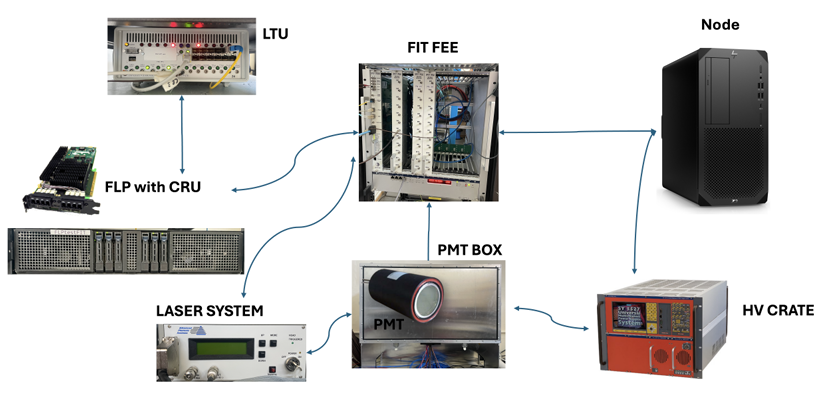 LTU
FIT FEE
Node
FLP with CRU
PMT BOX
LASER SYSTEM
PMT
HV CRATE